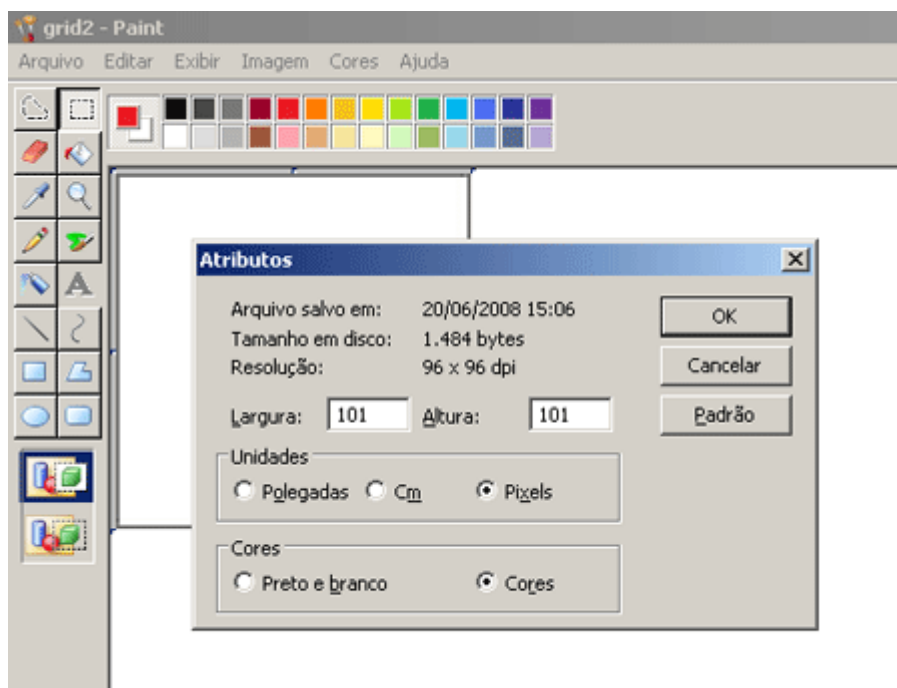 grid2 - Paint
Arquivo Editar Exibir Imagem Cores Ajuda
Atributos
Arquivo salvo em: 20/06/2008 15:06
Tamanho em disco: 1.484 bytes
Resolução: 96 x 96 dpi
Largura: 101 Altura: 101
Unidades
Polegadas Cm Pixels
Cores
Preto e branco Cores
OK
Cancelar
Padrão
A